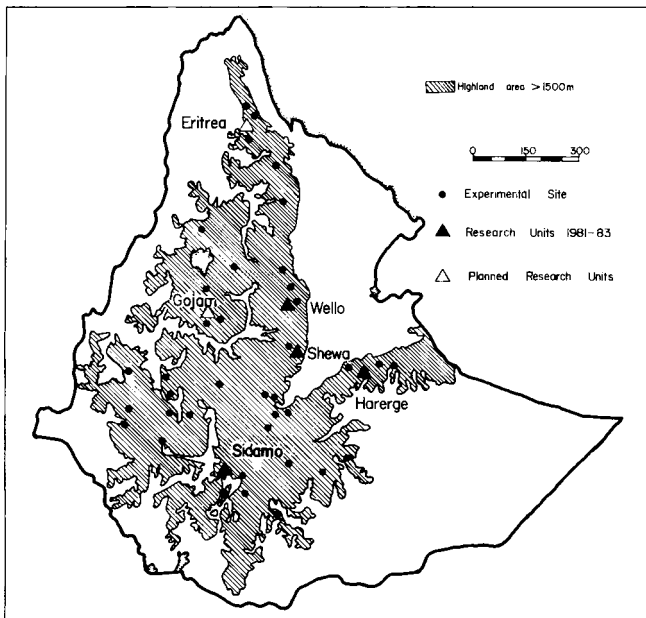 Highland area >1500m
Eritrea
0 150 300
Experimental Site
Research Units 1981-83
Planned Research Units
Gojam
Wello
Shewa
Harerge
Sidamo